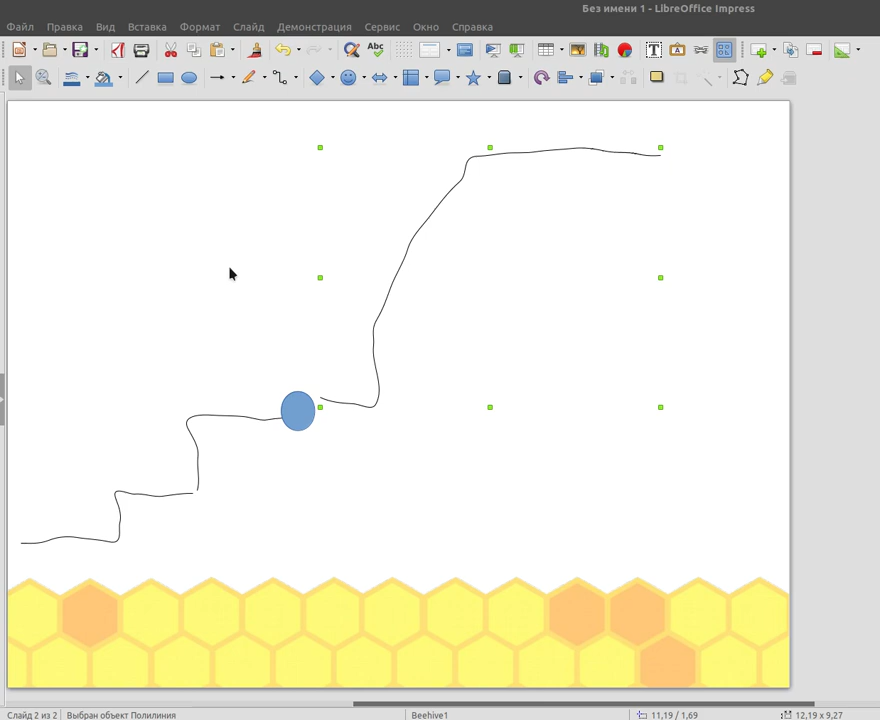 Без имени 1 - LibreOffice Impress
Файл Правка Вид Вставка Формат Слайд Демонстрация Сервис Окно Справка
Abc
T
Слайд 2 из 2 Выбран объект Полилиния Beehive1 11,19 / 1,69 12,19 x 9,27